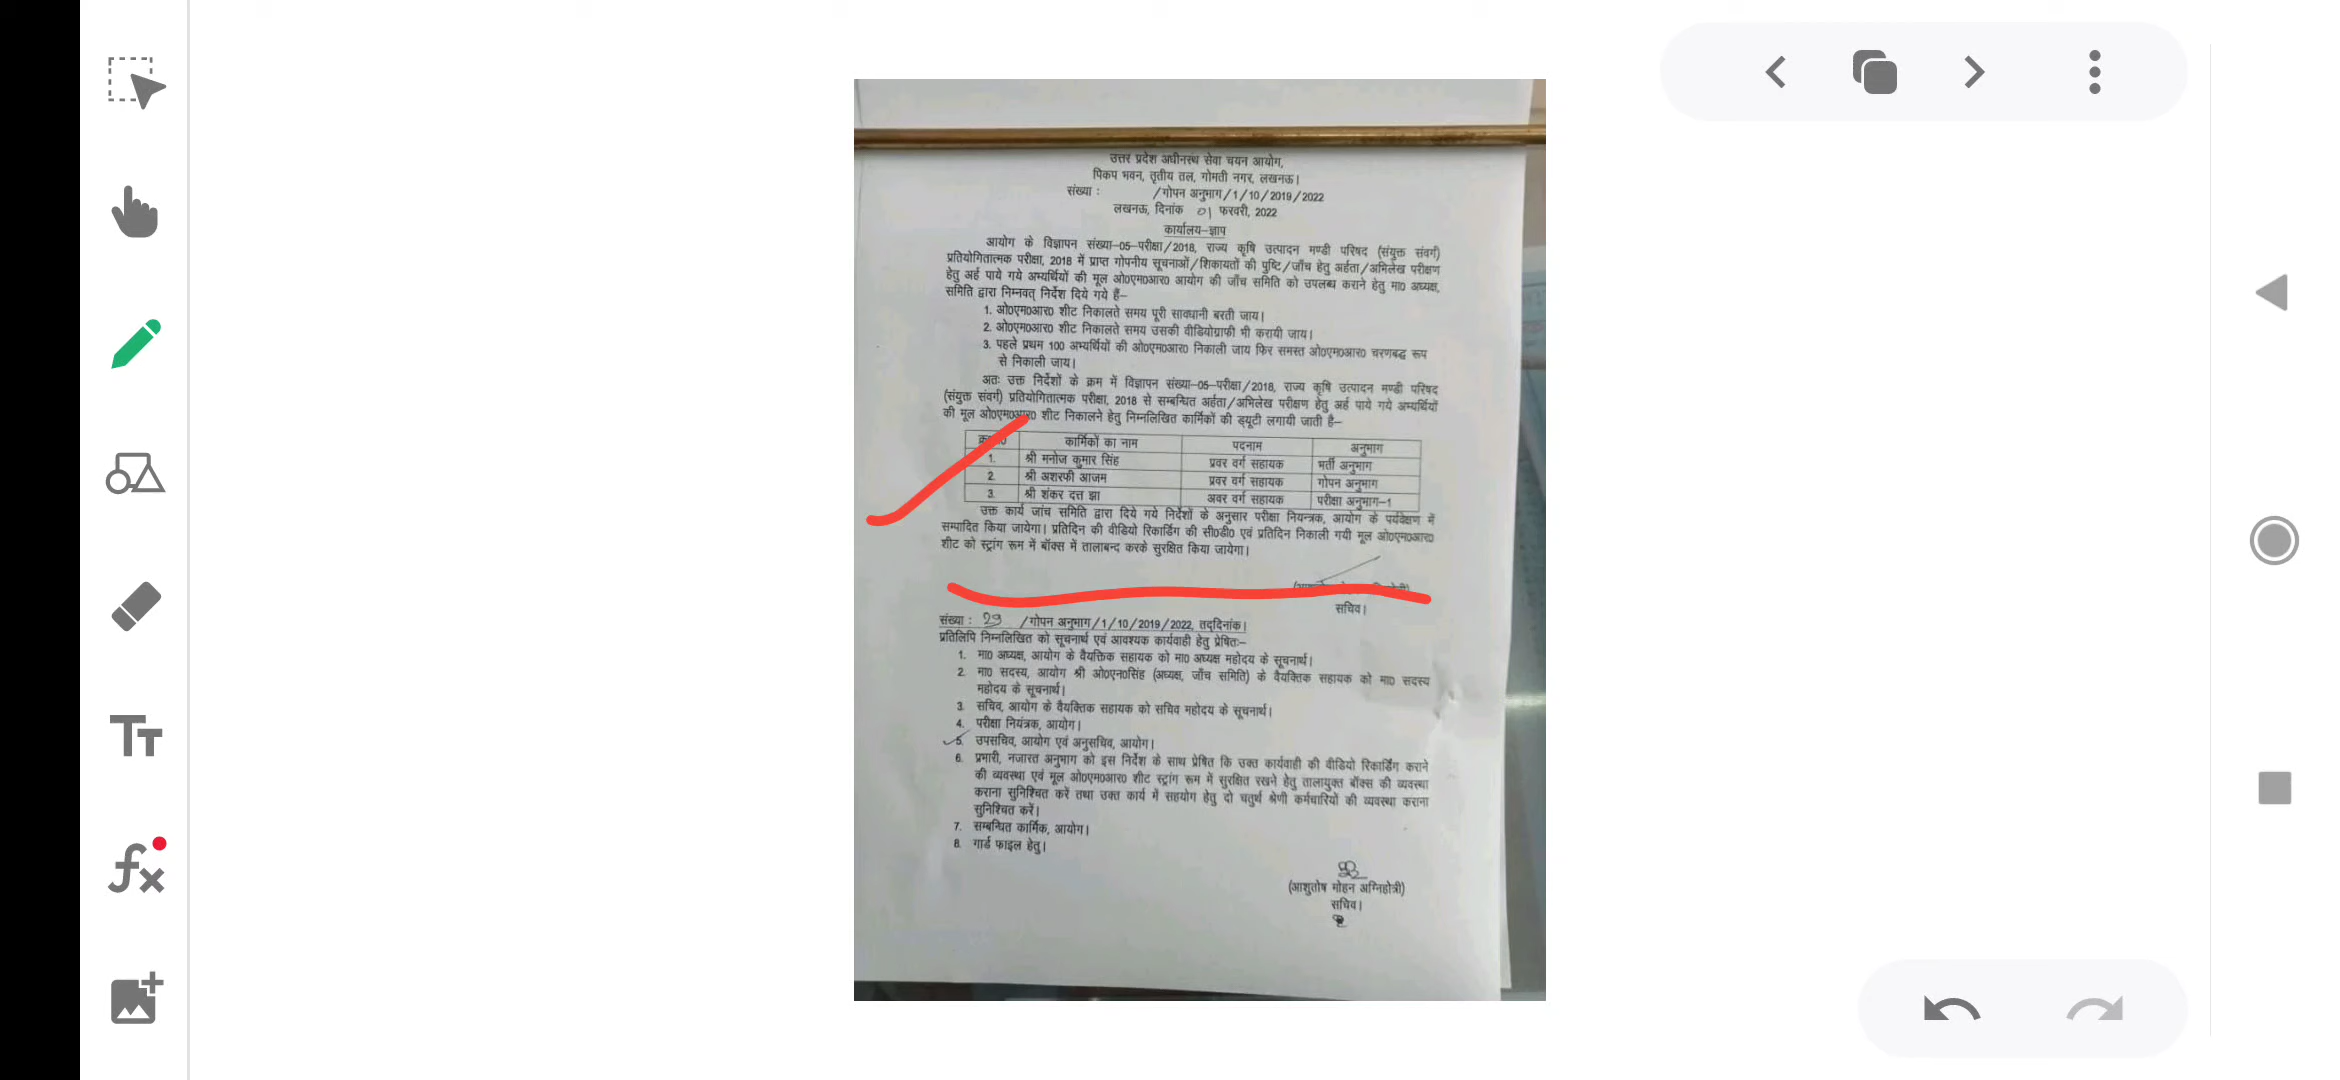 उत्तर प्रदेश अधीनस्थ सेवा चयन आयोग,
पिकप भवन, तृतीय तल, गोमती नगर, लखनऊ।
संख्या : /गोपन अनुभाग/1/10/2019/2022
लखनऊ, दिनांक 01 फरवरी, 2022
कार्यालय-ज्ञाप
आयोग के विज्ञापन संख्या-05-परीक्षा/2018, राज्य कृषि उत्पादन मण्डी परिषद (संयुक्त संवर्ग)
प्रतियोगितात्मक परीक्षा, 2018 में प्राप्त गोपनीय सूचनाओं/शिकायतों की पुष्टि/जाँच हेतु अर्हता/अभिलेख परीक्षण
हेतु अर्ह पाये गये अभ्यर्थियों की मूल ओ0एम0आर0 आयोग की जाँच समिति को उपलब्ध कराने हेतु मा0 अध्यक्ष,
समिति द्वारा निम्नवत् निर्देश दिये गये हैं–
1. ओ0एम0आर0 शीट निकालते समय पूरी सावधानी बरती जाय।
2. ओ0एम0आर0 शीट निकालते समय उसकी वीडियोग्राफी भी करायी जाय।
3. पहले प्रथम 100 अभ्यर्थियों की ओ0एम0आर0 निकाली जाय फिर समस्त ओ0एम0आर0 चरणबद्ध रूप
से निकाली जाय।
अतः उक्त निर्देशों के क्रम में विज्ञापन संख्या-05-परीक्षा/2018, राज्य कृषि उत्पादन मण्डी परिषद
(संयुक्त संवर्ग) प्रतियोगितात्मक परीक्षा, 2018 से सम्बन्धित अर्हता/अभिलेख परीक्षण हेतु अर्ह पाये गये अभ्यर्थियों
की मूल ओ0एम0आर0 शीट निकालने हेतु निम्नलिखित कार्मिकों की ड्यूटी लगायी जाती है–
कार्मिकों का नाम पदनाम अनुभाग
1. श्री मनोज कुमार सिंह प्रवर वर्ग सहायक भर्ती अनुभाग
2. श्री अशरफी आजम प्रवर वर्ग सहायक गोपन अनुभाग
3. श्री शंकर दत्त झा अवर वर्ग सहायक परीक्षा अनुभाग-1
उक्त कार्य जांच समिति द्वारा दिये गये निर्देशों के अनुसार परीक्षा नियन्त्रक, आयोग के पर्यवेक्षण में
सम्पादित किया जायेगा। प्रतिदिन की वीडियो रिकार्डिंग की सी0डी0 एवं प्रतिदिन निकाली गयी मूल ओ0एम0आर0
शीट को स्ट्रांग रूम में बॉक्स में तालाबन्द करके सुरक्षित किया जायेगा।
सचिव।
संख्या : 29 /गोपन अनुभाग/1/10/2019/2022, तद्दिनांक।
प्रतिलिपि निम्नलिखित को सूचनार्थ एवं आवश्यक कार्यवाही हेतु प्रेषितः–
1. मा0 अध्यक्ष, आयोग के वैयक्तिक सहायक को मा0 अध्यक्ष महोदय के सूचनार्थ।
2. मा0 सदस्य, आयोग श्री ओ0एन0सिंह (अध्यक्ष, जाँच समिति) के वैयक्तिक सहायक को मा0 सदस्य
महोदय के सूचनार्थ।
3. सचिव, आयोग के वैयक्तिक सहायक को सचिव महोदय के सूचनार्थ।
4. परीक्षा नियंत्रक, आयोग।
5. उपसचिव, आयोग एवं अनुसचिव, आयोग।
6. प्रभारी, नजारत अनुभाग को इस निर्देश के साथ प्रेषित कि उक्त कार्यवाही की वीडियो रिकार्डिंग कराने
की व्यवस्था एवं मूल ओ0एम0आर0 शीट स्ट्रांग रूम में सुरक्षित रखने हेतु तालायुक्त बॉक्स की व्यवस्था
कराना सुनिश्चित करें तथा उक्त कार्य में सहयोग हेतु दो चतुर्थ श्रेणी कर्मचारियों की व्यवस्था कराना
सुनिश्चित करें।
7. सम्बन्धित कार्मिक, आयोग।
8. गार्ड फाइल हेतु।
(आशुतोष मोहन अग्निहोत्री)
सचिव।